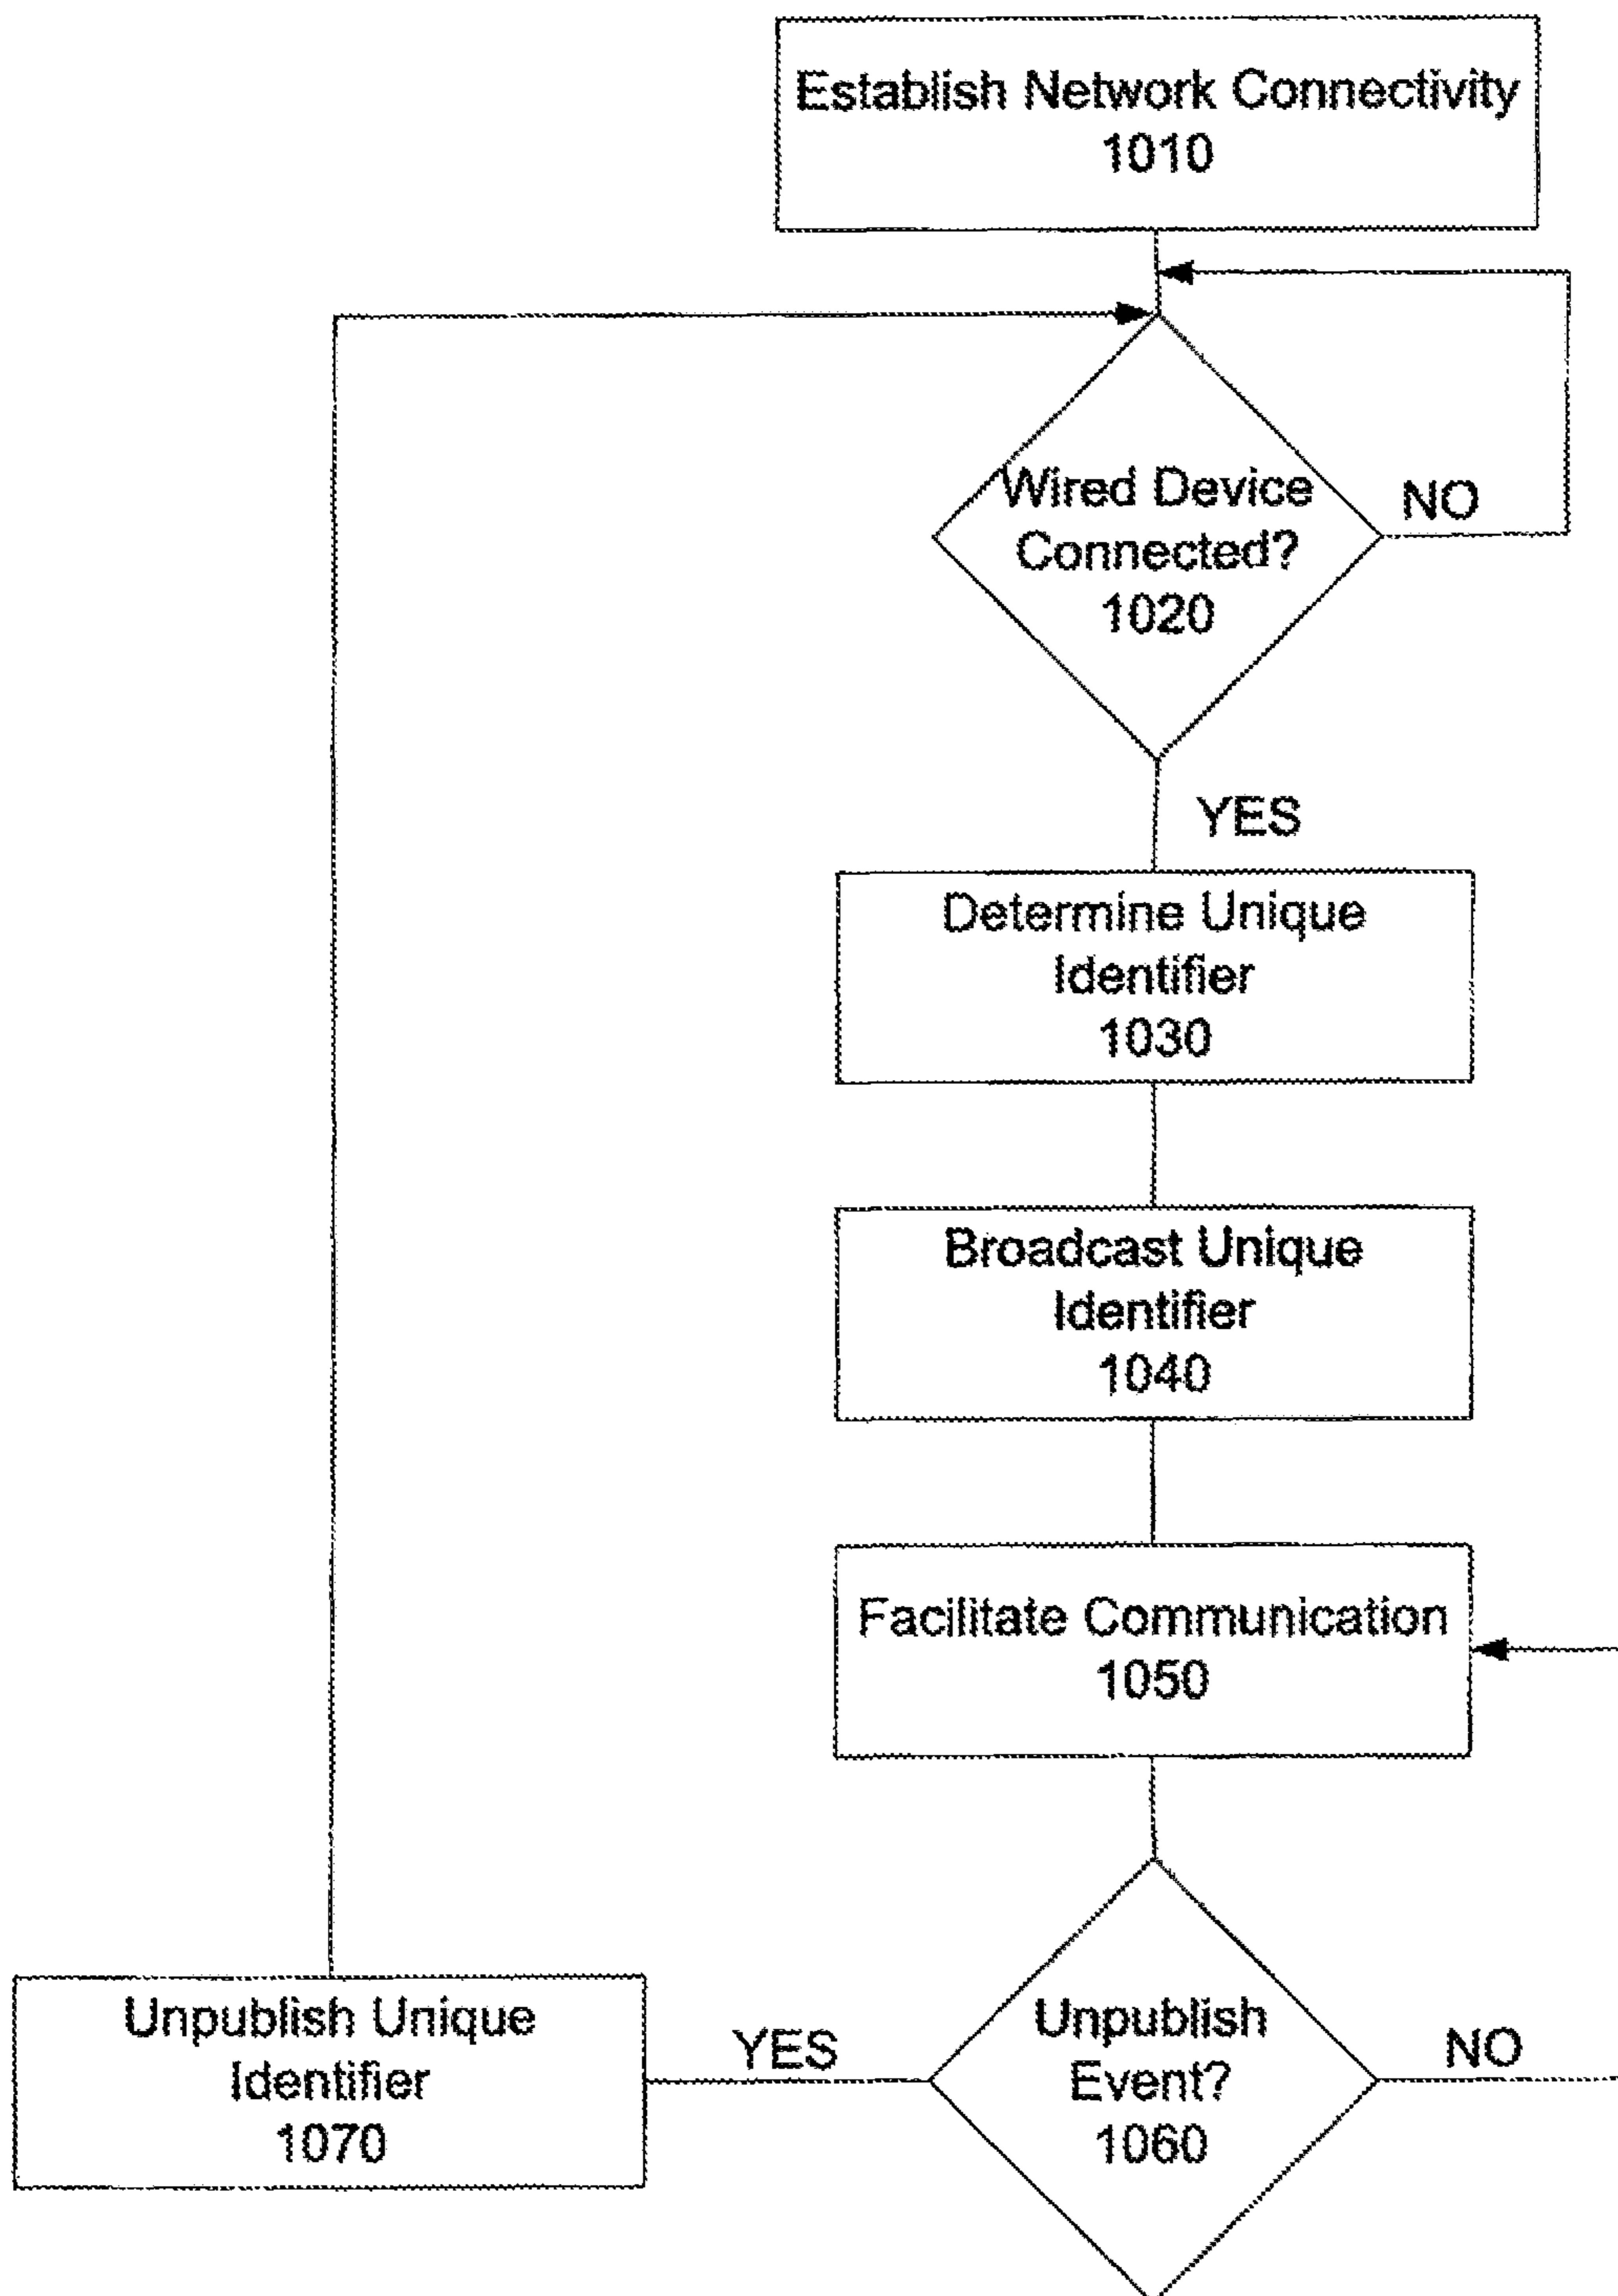 Establish Network Connectivity
1010
Wired Device
Connected?
1020
NO
YES
Determine Unique
Identifier
1030
Broadcast Unique
Identifier
1040
Facilitate Communication
1050
Unpublish
Event?
1060
YES
NO
Unpublish Unique
Identifier
1070